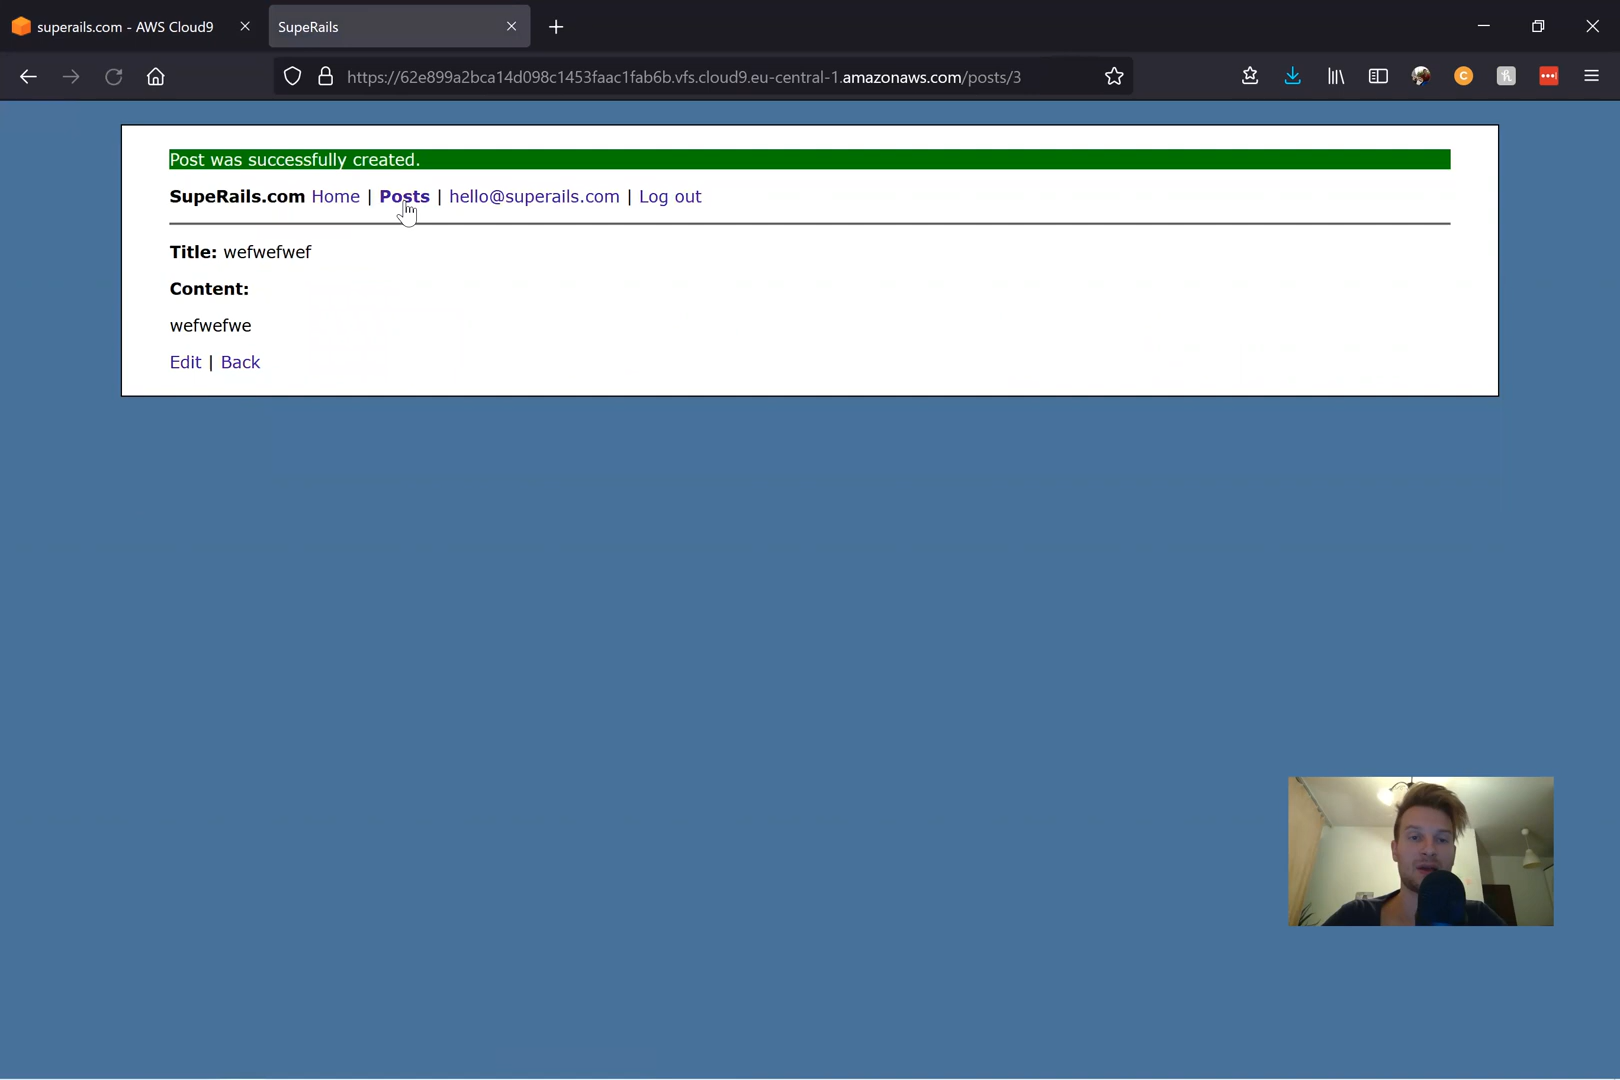 superails.com - AWS Cloud9
SupeRails
https://62e899a2bca14d098c1453faac1fab6b.vfs.cloud9.eu-central-1.amazonaws.com/posts/3
Post was successfully created.
SupeRails.com Home | Posts | hello@superails.com | Log out
Title: wefwefwef
Content:
wefwefwe
Edit | Back